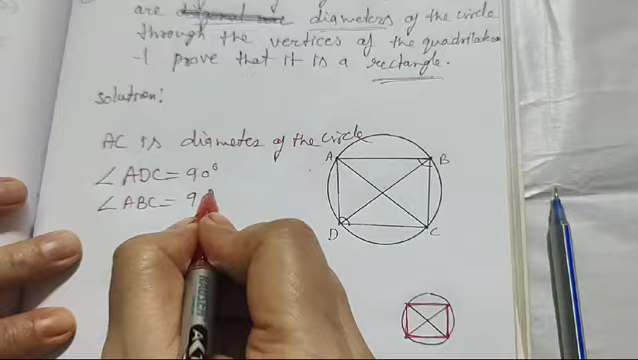 are diameters of the circle
through the vertices of the quadrilateral
prove that it is a rectangle.
Solution:
AC is diameter of the circle
∠ADC = 90°
∠ABC = 9
A
B
D
C